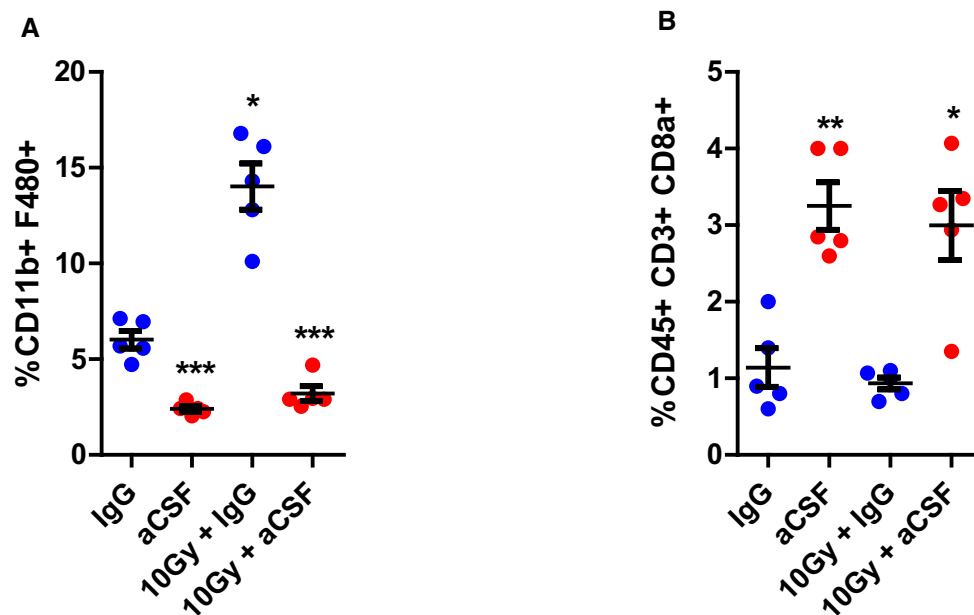 A
%CD11b+ F480+
20
15
10
5
0
*
***
***
IgG
aCSF
10Gy + IgG
10Gy + aCSF
B
%CD45+ CD3+ CD8a+
5
4
3
2
1
0
**
*
IgG
aCSF
10Gy + IgG
10Gy + aCSF